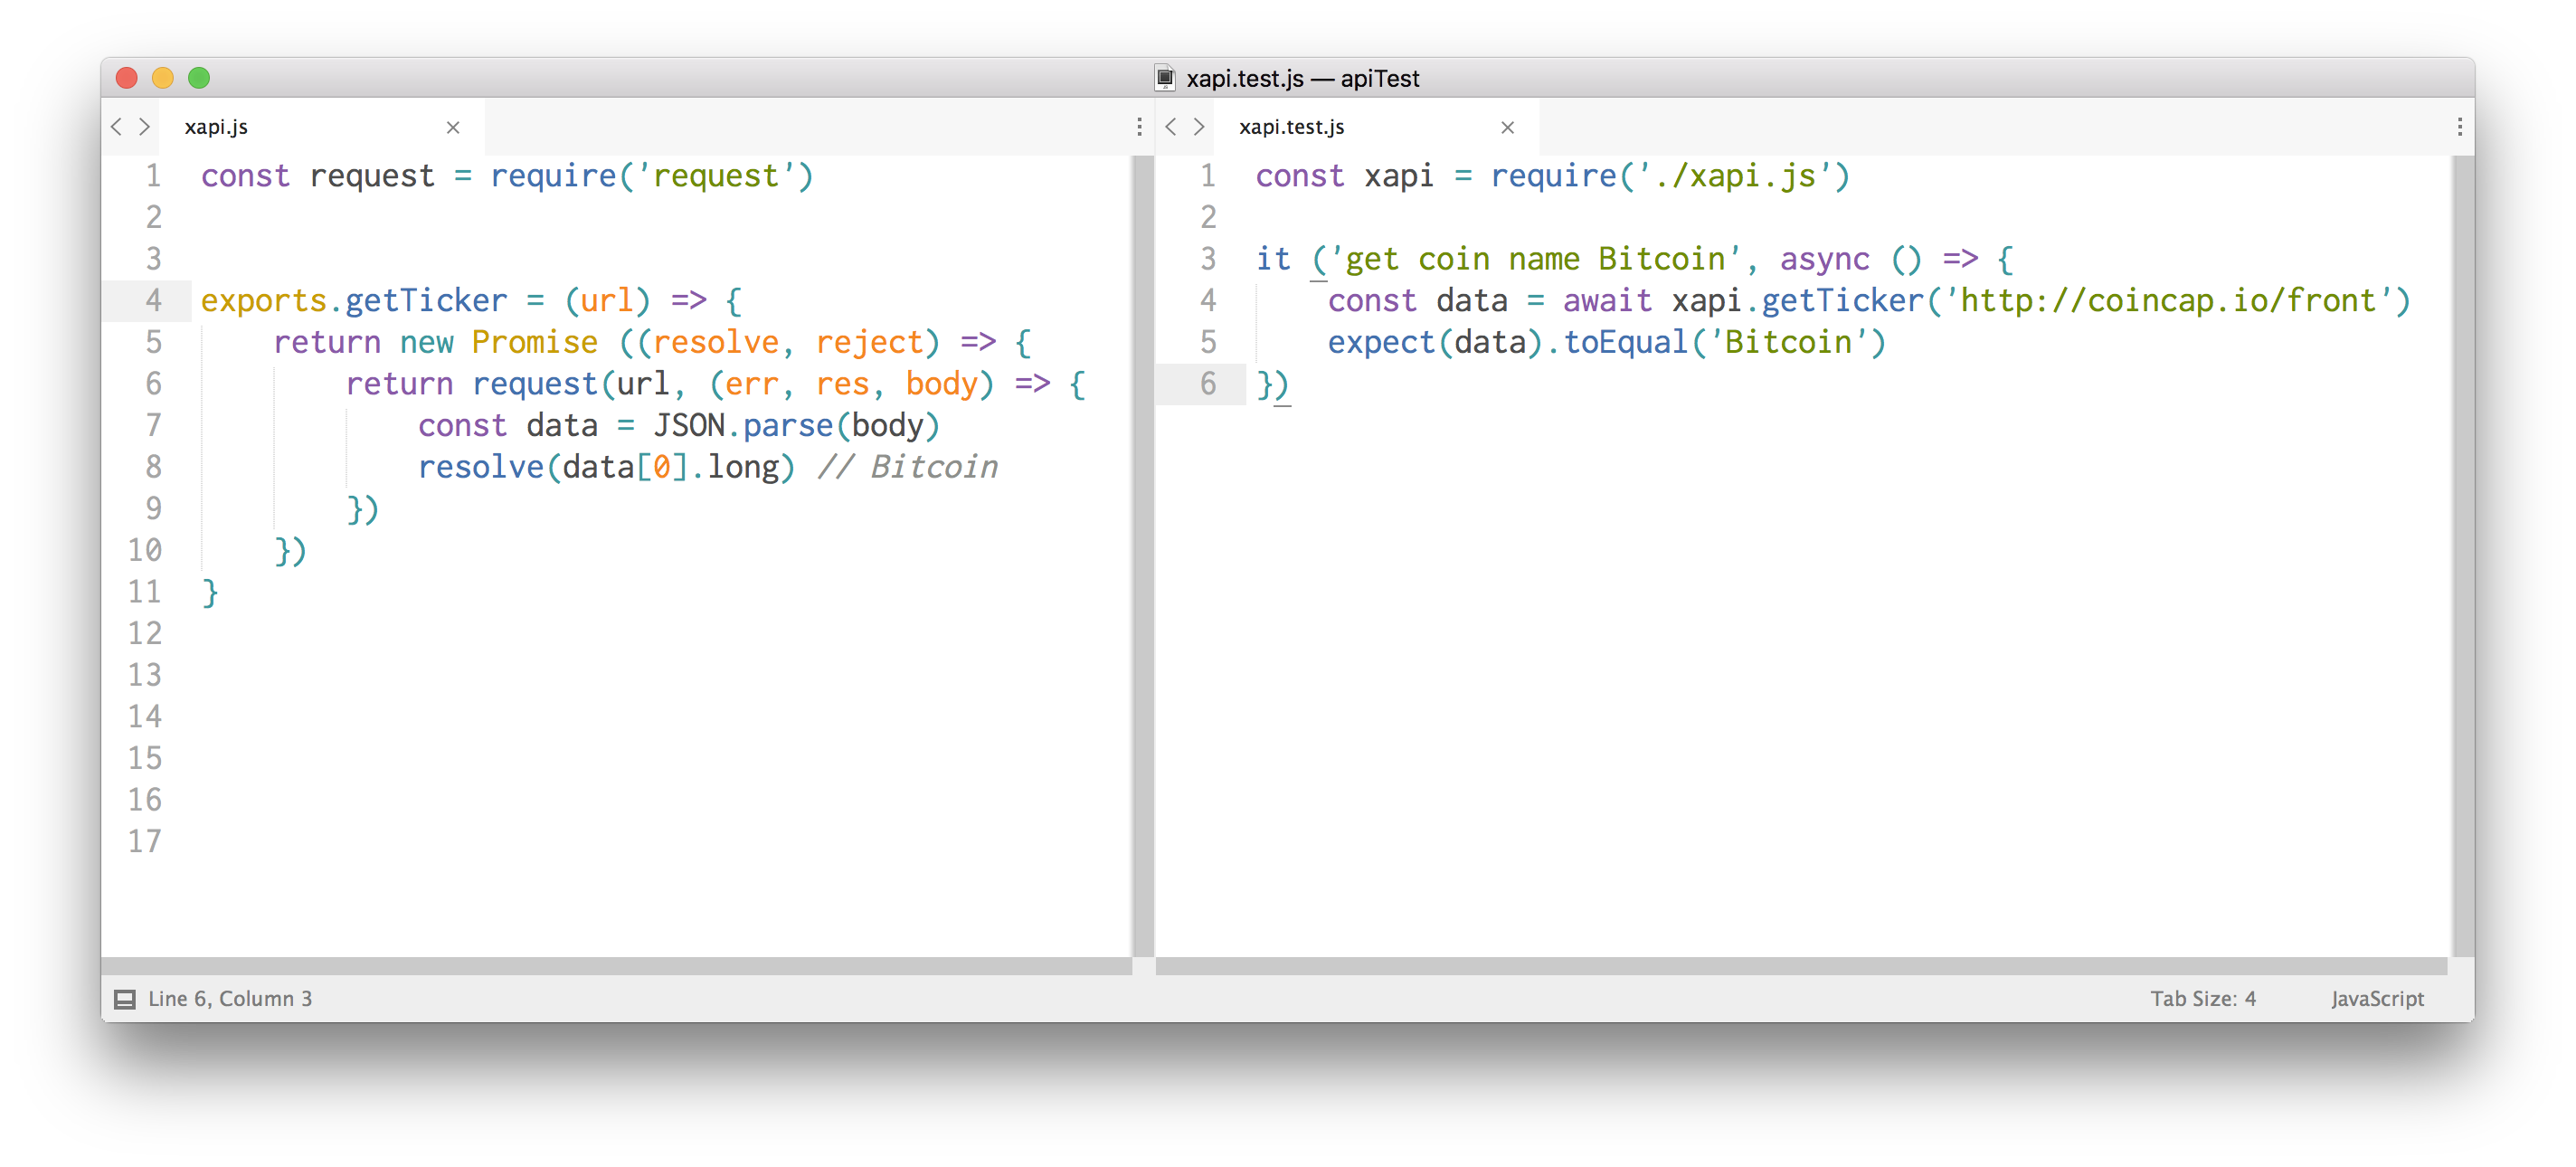 xapi.test.js — apiTest
xapi.js
1 const request = require('request')
2
3
4 exports.getTicker = (url) => {
5     return new Promise ((resolve, reject) => {
6         return request(url, (err, res, body) => {
7             const data = JSON.parse(body)
8             resolve(data[0].long) // Bitcoin
9         })
10     })
11 }
12
13
14
15
16
17
xapi.test.js
1 const xapi = require('./xapi.js')
2
3 it ('get coin name Bitcoin', async () => {
4     const data = await xapi.getTicker('http://coincap.io/front')
5     expect(data).toEqual('Bitcoin')
6 })
Line 6, Column 3
Tab Size: 4
JavaScript